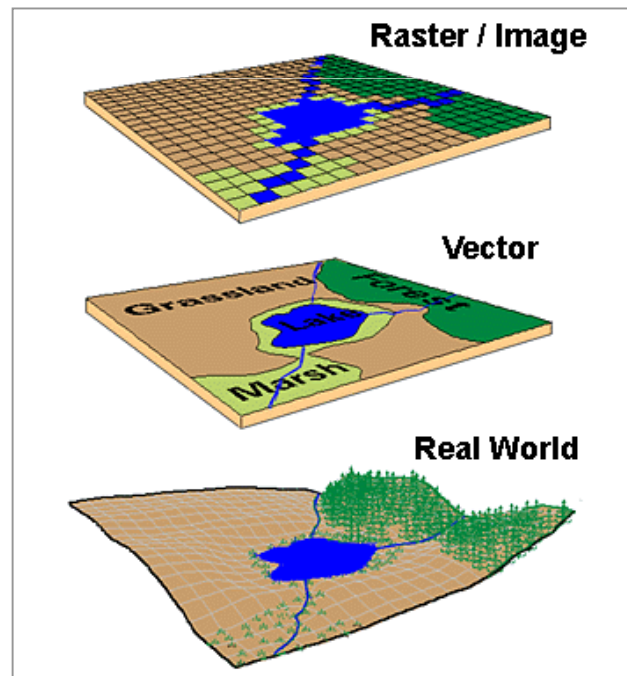 Raster / Image
Vector
Grassland
Forest
Lake
Marsh
Real World